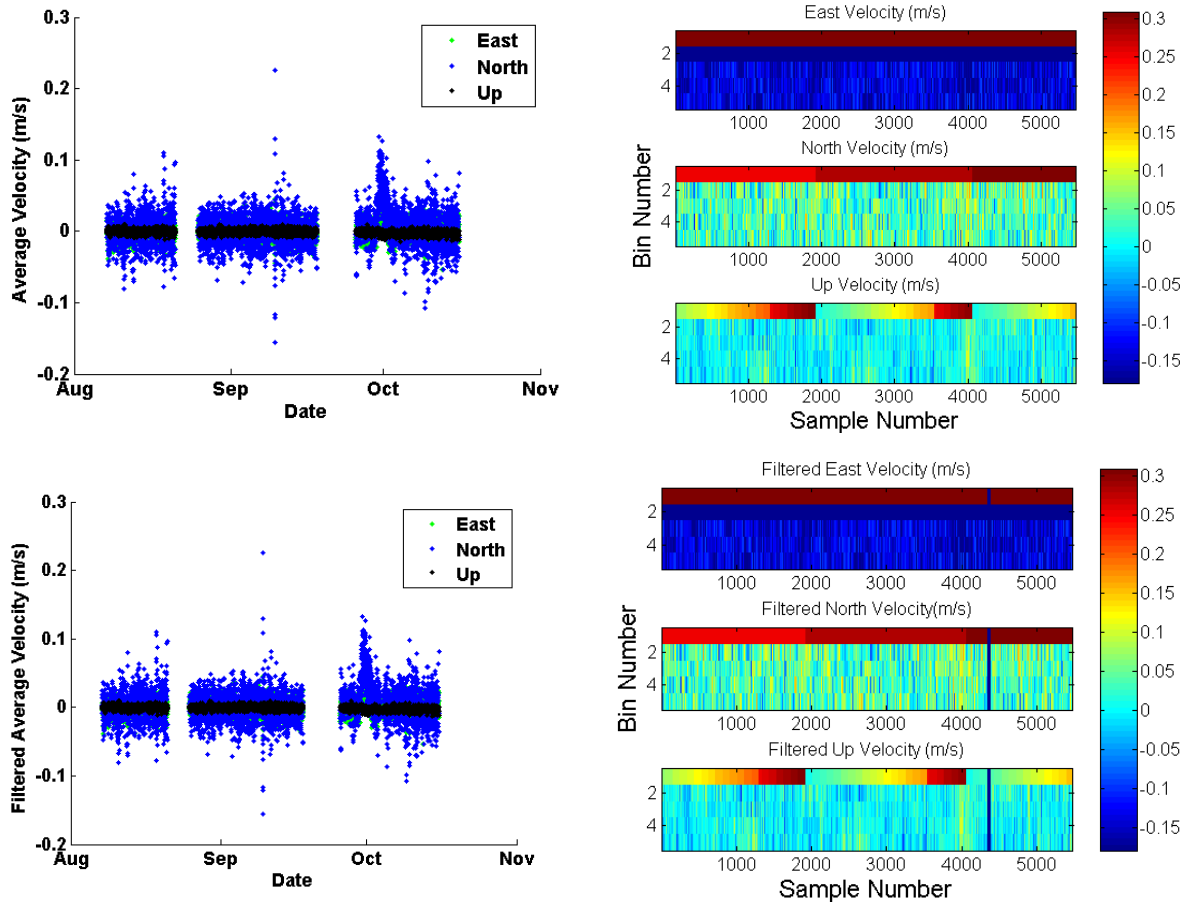 0.3
0.2
0.1
0
-0.1
-0.2
Average Velocity (m/s)
East
North
Up
Aug
Sep
Oct
Nov
Date
East Velocity (m/s)
2
4
1000 2000 3000 4000 5000
North Velocity (m/s)
2
4
1000 2000 3000 4000 5000
Up Velocity (m/s)
2
4
1000 2000 3000 4000 5000
Bin Number
Sample Number
0.3
0.25
0.2
0.15
0.1
0.05
0
-0.05
-0.1
-0.15
0.3
0.2
0.1
0
-0.1
-0.2
Filtered Average Velocity (m/s)
East
North
Up
Aug
Sep
Oct
Nov
Date
Filtered East Velocity (m/s)
2
4
1000 2000 3000 4000 5000
Filtered North Velocity(m/s)
2
4
1000 2000 3000 4000 5000
Filtered Up Velocity (m/s)
2
4
1000 2000 3000 4000 5000
Bin Number
Sample Number
0.3
0.25
0.2
0.15
0.1
0.05
0
-0.05
-0.1
-0.15